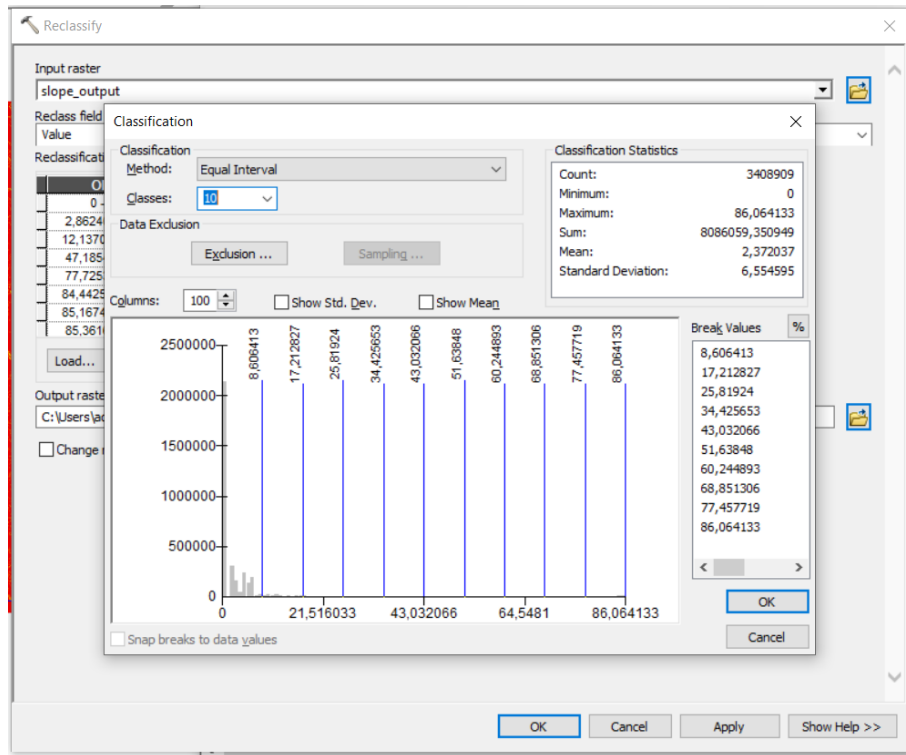 Reclassify
Input raster
slope_output
Reclass field
Value
Reclassificati
Ol
0 -
2,8624
12,1370
47,185
77,725
84,4425
85,1674
85,361
Load...
Output raste
C:\Users\ac
Change r
Classification
Classification
Method: Equal Interval
Classes: 10
Data Exclusion
Exclusion ...
Sampling ...
Classification Statistics
Count: 3408909
Minimum: 0
Maximum: 86,064133
Sum: 8086059,350949
Mean: 2,372037
Standard Deviation: 6,554595
Columns: 100
Show Std. Dev.
Show Mean
Break Values %
8,606413
17,212827
25,81924
34,425653
43,032066
51,63848
60,244893
68,851306
77,457719
86,064133
2500000
2000000
1500000
1000000
500000
0
8,606413
17,212827
25,81924
34,425653
43,032066
51,63848
60,244893
68,851306
77,457719
86,064133
0 21,516033 43,032066 64,5481 86,064133
Snap breaks to data values
OK
Cancel
OK
Cancel
Apply
Show Help >>